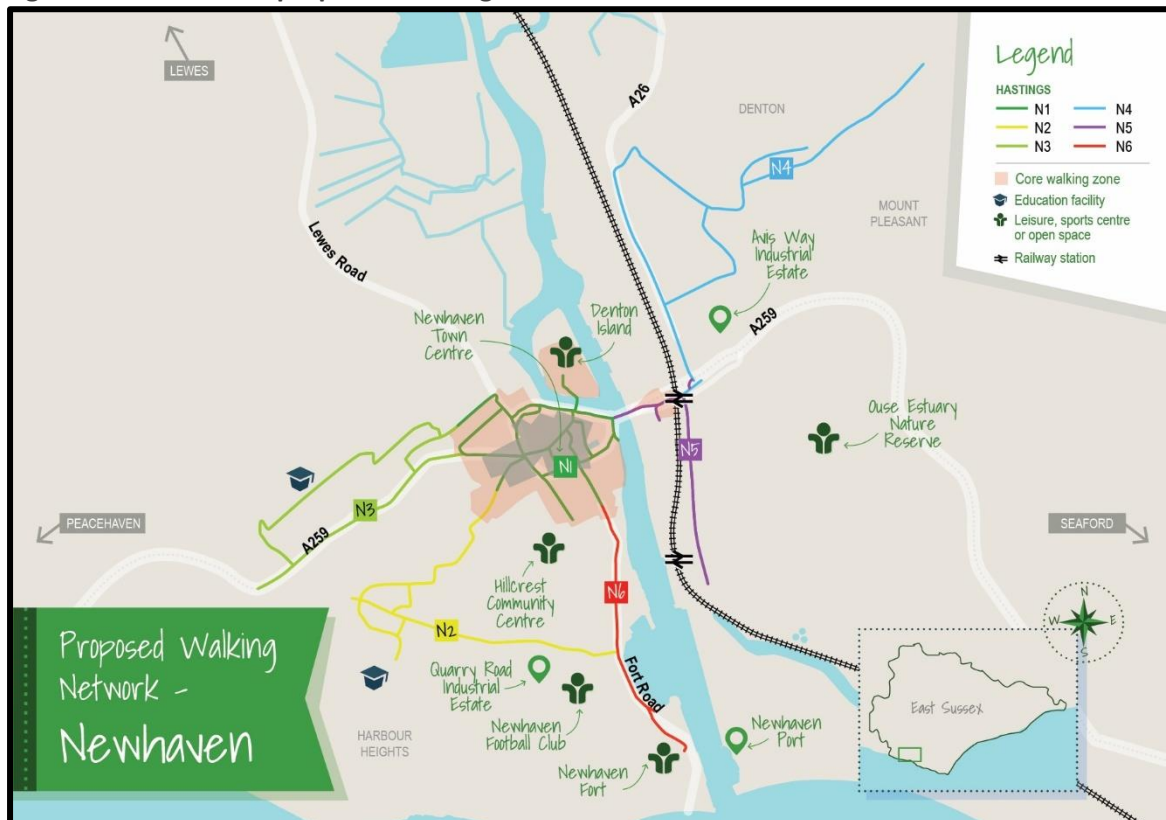 LEWES
A26
DENTON
Legend
HASTINGS
N1
N4
N2
N5
N3
N6
Core walking zone
Education facility
Leisure, sports centre
or open space
Railway station
N4
MOUNT
PLEASANT
Lewes Road
Avis Way
Industrial
Estate
Newhaven
Town
Centre
Denton
Island
A259
Ouse Estuary
Nature
Reserve
N5
N1
N3
A259
PEACEHAVEN
SEAFORD
Hillcrest
Community
Centre
N6
N2
Quarry Road
Industrial
Estate
Fort Road
Newhaven
Football Club
HARBOUR
HEIGHTS
Newhaven
Fort
Newhaven
Port
Proposed Walking
Network -
Newhaven
N
W
E
S
East Sussex